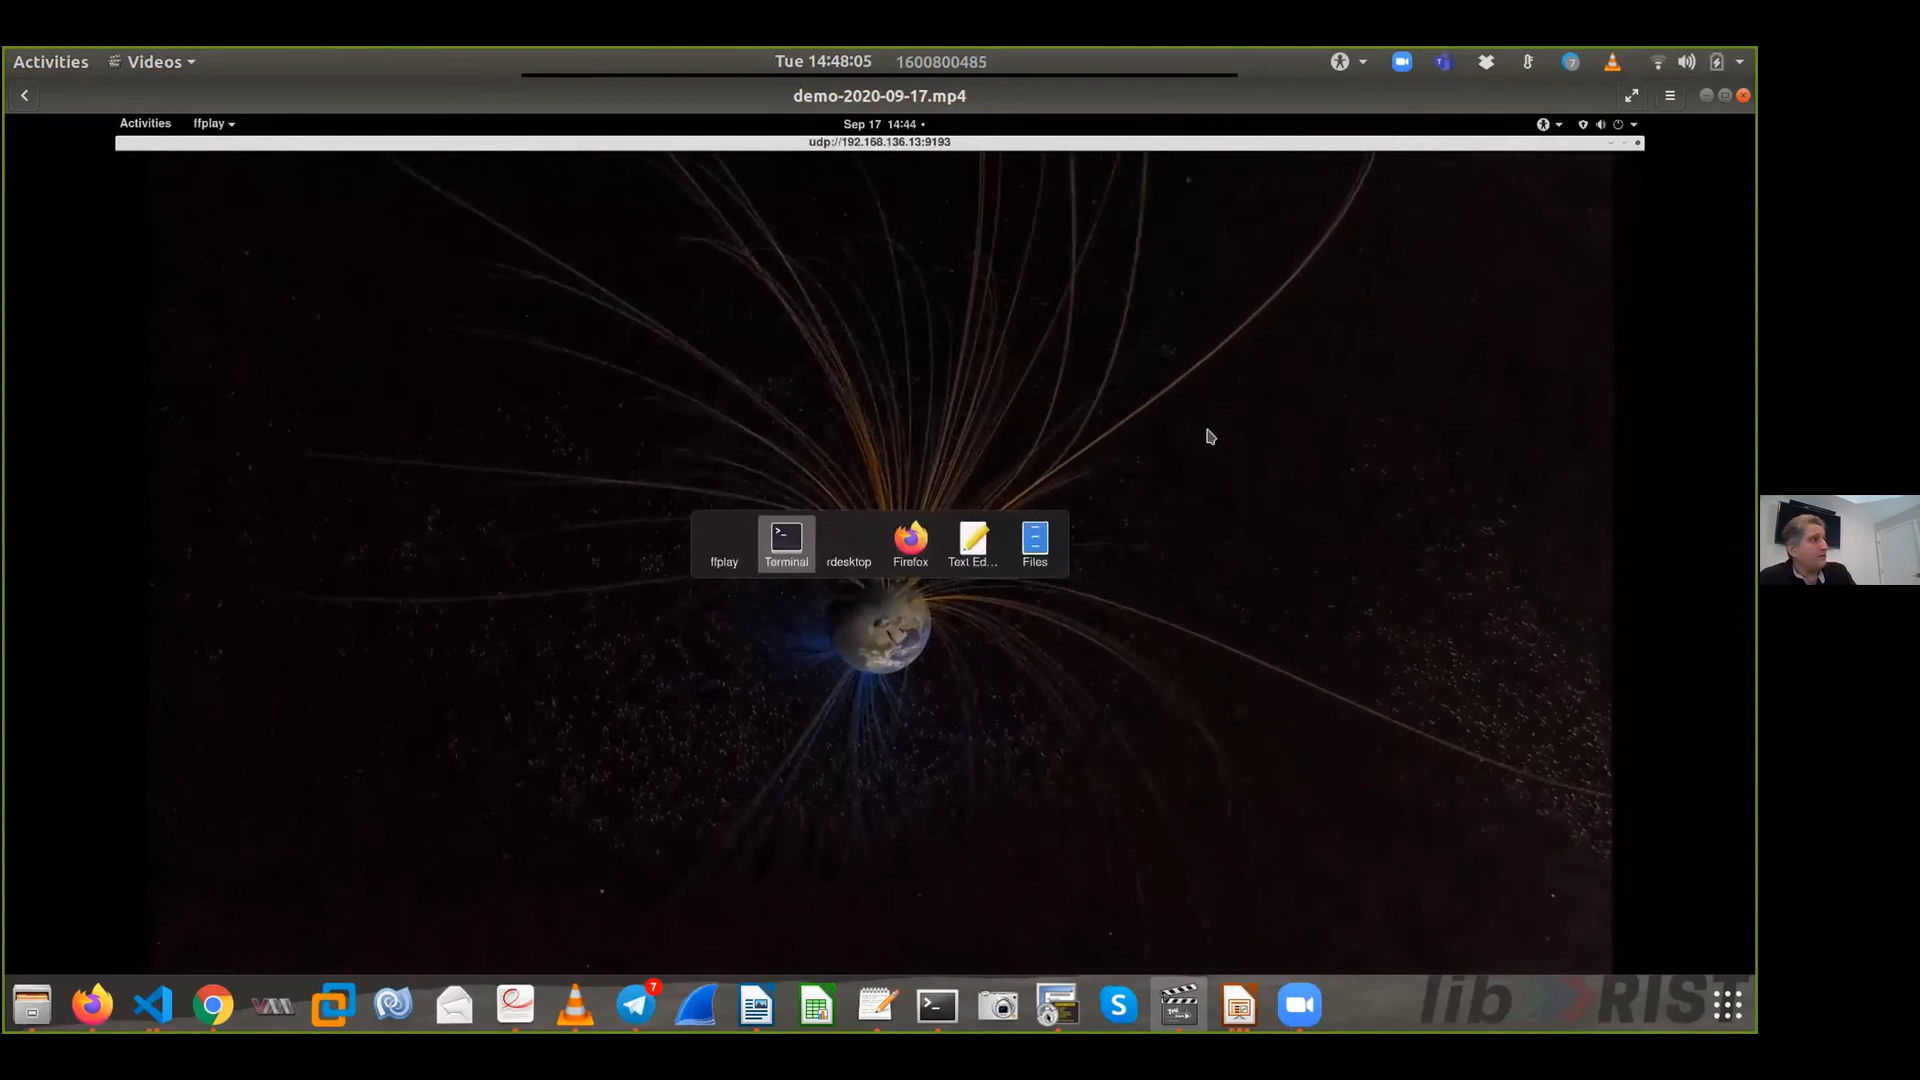 Activities Videos Tue 14:48:05 1600800485 7
demo-2020-09-17.mp4
Activities ffplay Sep 17 14:44
udp://192.168.136.13:9193
ffplay Terminal rdesktop Firefox Text Ed... Files
7
lib RIST